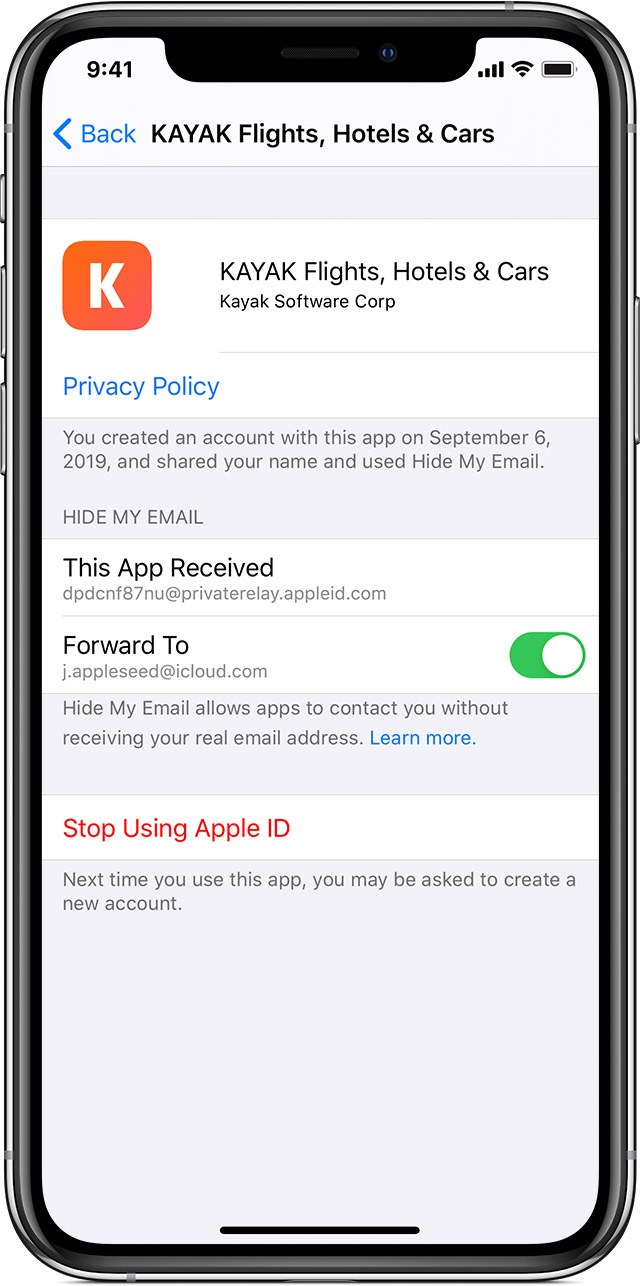 9:41
Back KAYAK Flights, Hotels & Cars
K
KAYAK Flights, Hotels & Cars
Kayak Software Corp
Privacy Policy
You created an account with this app on September 6,
2019, and shared your name and used Hide My Email.
HIDE MY EMAIL
This App Received
dpdcnf87nu@privaterelay.appleid.com
Forward To
j.appleseed@icloud.com
Hide My Email allows apps to contact you without
receiving your real email address. Learn more.
Stop Using Apple ID
Next time you use this app, you may be asked to create a
new account.